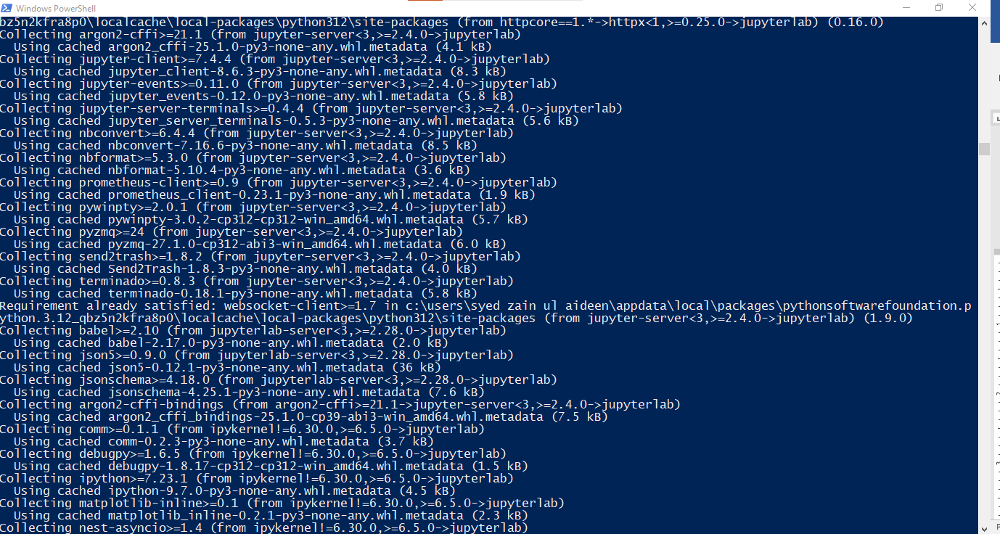 Windows PowerShell
bz5n2kfra8p0\localcache\local-packages\python312\site-packages (from httpcore==1.*->httpx<1,>=0.25.0->jupyterlab) (0.16.0)
Collecting argon2-cffi>=21.1 (from jupyter-server<3,>=2.4.0->jupyterlab)
  Using cached argon2_cffi-25.1.0-py3-none-any.whl.metadata (4.1 kB)
Collecting jupyter-client>=7.4.4 (from jupyter-server<3,>=2.4.0->jupyterlab)
  Using cached jupyter_client-8.6.3-py3-none-any.whl.metadata (8.3 kB)
Collecting jupyter-events>=0.11.0 (from jupyter-server<3,>=2.4.0->jupyterlab)
  Using cached jupyter_events-0.12.0-py3-none-any.whl.metadata (5.8 kB)
Collecting jupyter-server-terminals>=0.4.4 (from jupyter-server<3,>=2.4.0->jupyterlab)
  Using cached jupyter_server_terminals-0.5.3-py3-none-any.whl.metadata (5.6 kB)
Collecting nbconvert>=6.4.4 (from jupyter-server<3,>=2.4.0->jupyterlab)
  Using cached nbconvert-7.16.6-py3-none-any.whl.metadata (8.5 kB)
Collecting nbformat>=5.3.0 (from jupyter-server<3,>=2.4.0->jupyterlab)
  Using cached nbformat-5.10.4-py3-none-any.whl.metadata (3.6 kB)
Collecting prometheus-client>=0.9 (from jupyter-server<3,>=2.4.0->jupyterlab)
  Using cached prometheus_client-0.23.1-py3-none-any.whl.metadata (1.9 kB)
Collecting pywinpty>=2.0.1 (from jupyter-server<3,>=2.4.0->jupyterlab)
  Using cached pywinpty-3.0.2-cp312-cp312-win_amd64.whl.metadata (5.7 kB)
Collecting pyzmq>=24 (from jupyter-server<3,>=2.4.0->jupyterlab)
  Using cached pyzmq-27.1.0-cp312-abi3-win_amd64.whl.metadata (6.0 kB)
Collecting send2trash>=1.8.2 (from jupyter-server<3,>=2.4.0->jupyterlab)
  Using cached Send2Trash-1.8.3-py3-none-any.whl.metadata (4.0 kB)
Collecting terminado>=0.8.3 (from jupyter-server<3,>=2.4.0->jupyterlab)
  Using cached terminado-0.18.1-py3-none-any.whl.metadata (5.8 kB)
Requirement already satisfied: websocket-client>=1.7 in c:\users\syed zain ul aideen\appdata\local\packages\pythonsoftwarefoundation.p
ython.3.12_qbz5n2kfra8p0\localcache\local-packages\python312\site-packages (from jupyter-server<3,>=2.4.0->jupyterlab) (1.9.0)
Collecting babel>=2.10 (from jupyterlab-server<3,>=2.28.0->jupyterlab)
  Using cached babel-2.17.0-py3-none-any.whl.metadata (2.0 kB)
Collecting json5>=0.9.0 (from jupyterlab-server<3,>=2.28.0->jupyterlab)
  Using cached json5-0.12.1-py3-none-any.whl.metadata (36 kB)
Collecting jsonschema>=4.18.0 (from jupyterlab-server<3,>=2.28.0->jupyterlab)
  Using cached jsonschema-4.25.1-py3-none-any.whl.metadata (7.6 kB)
Collecting argon2-cffi-bindings (from argon2-cffi>=21.1->jupyter-server<3,>=2.4.0->jupyterlab)
  Using cached argon2_cffi_bindings-25.1.0-cp39-abi3-win_amd64.whl.metadata (7.5 kB)
Collecting comm>=0.1.1 (from ipykernel!=6.30.0,>=6.5.0->jupyterlab)
  Using cached comm-0.2.3-py3-none-any.whl.metadata (3.7 kB)
Collecting debugpy>=1.6.5 (from ipykernel!=6.30.0,>=6.5.0->jupyterlab)
  Using cached debugpy-1.8.17-cp312-cp312-win_amd64.whl.metadata (1.5 kB)
Collecting ipython>=7.23.1 (from ipykernel!=6.30.0,>=6.5.0->jupyterlab)
  Using cached ipython-9.7.0-py3-none-any.whl.metadata (4.5 kB)
Collecting matplotlib-inline>=0.1 (from ipykernel!=6.30.0,>=6.5.0->jupyterlab)
  Using cached matplotlib_inline-0.2.1-py3-none-any.whl.metadata (2.3 kB)
Collecting nest-asyncio>=1.4 (from ipykernel!=6.30.0,>=6.5.0->jupyterlab)